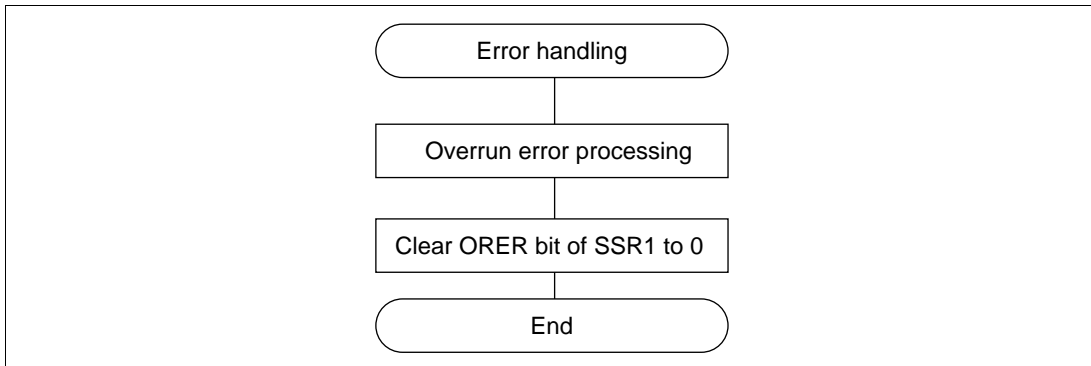 Error handling
Overrun error processing
Clear ORER bit of SSR1 to 0
End